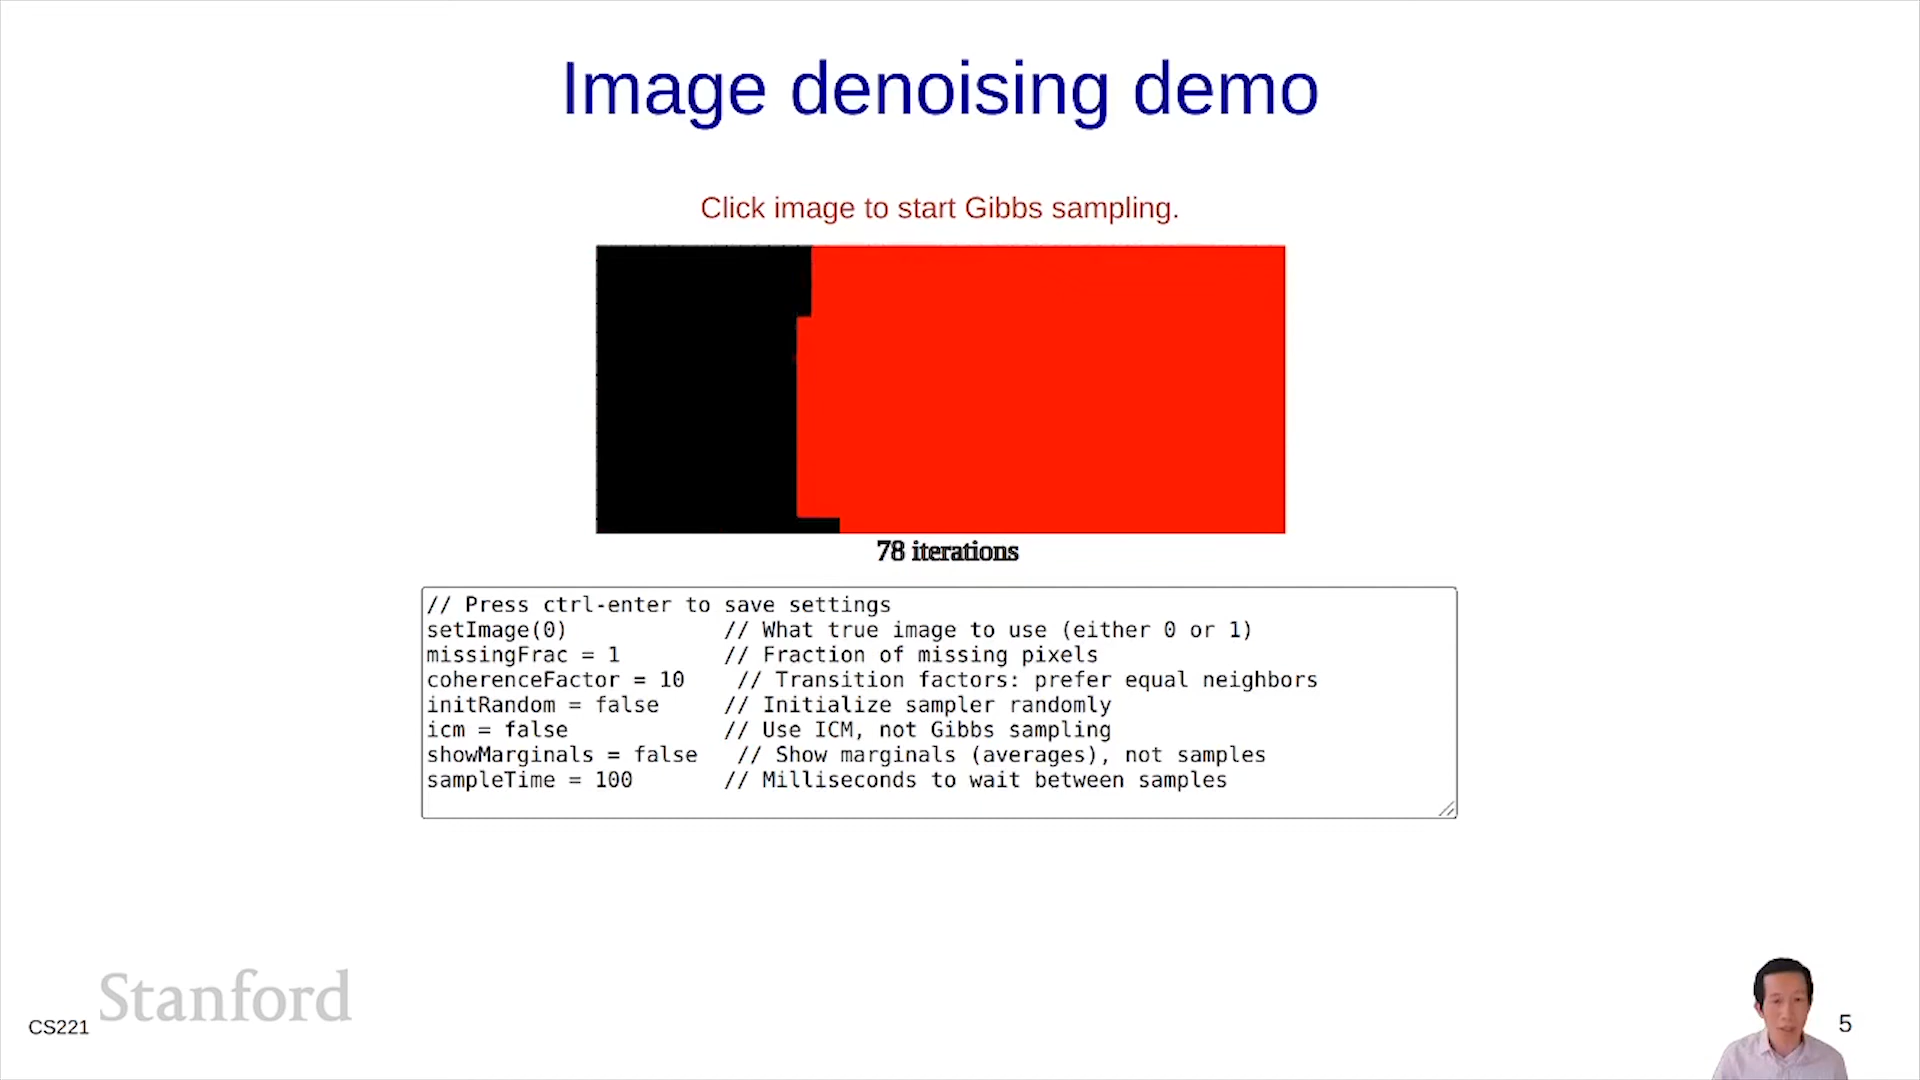 Image denoising demo
Click image to start Gibbs sampling.
78 iterations
// Press ctrl-enter to save settings
setImage(0)            // What true image to use (either 0 or 1)
missingFrac = 1        // Fraction of missing pixels
coherenceFactor = 10    // Transition factors: prefer equal neighbors
initRandom = false     // Initialize sampler randomly
icm = false            // Use ICM, not Gibbs sampling
showMarginals = false   // Show marginals (averages), not samples
sampleTime = 100       // Milliseconds to wait between samples
Stanford
CS221
5